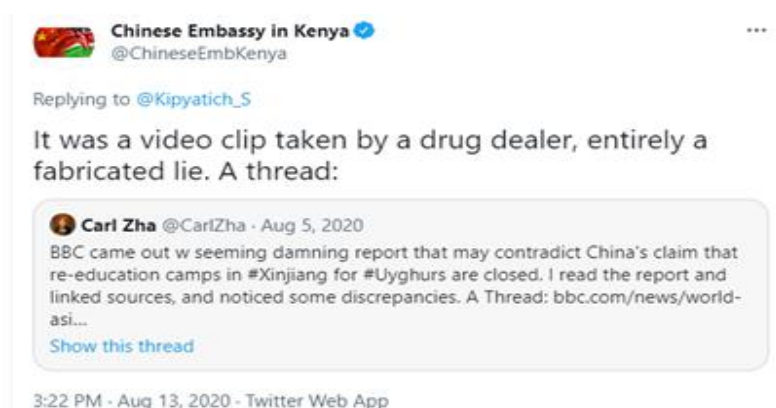 Chinese Embassy in Kenya
@ChineseEmbKenya
Replying to @Kipyatich_S
It was a video clip taken by a drug dealer, entirely a
fabricated lie. A thread:
Carl Zha @CarlZha · Aug 5, 2020
BBC came out w seeming damning report that may contradict China's claim that
re-education camps in #Xinjiang for #Uyghurs are closed. I read the report and
linked sources, and noticed some discrepancies. A Thread: bbc.com/news/world-
asi...
Show this thread
3:22 PM · Aug 13, 2020 · Twitter Web App